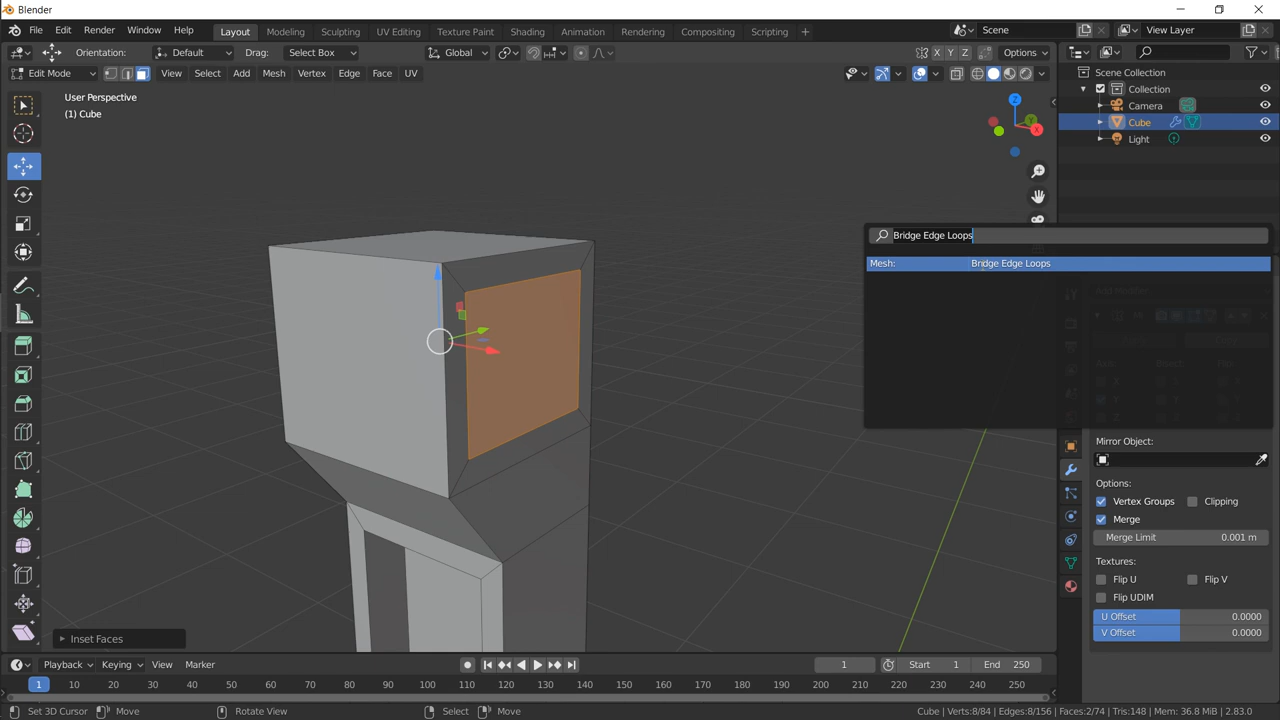 Blender
File Edit Render Window Help Layout Modeling Sculpting UV Editing Texture Paint Shading Animation Rendering Compositing Scripting + Scene View Layer
Orientation: Default Drag: Select Box Global X Y Z Options
Edit Mode View Select Add Mesh Vertex Edge Face UV
Scene Collection
Collection
Camera
Cube
Light
User Perspective
(1) Cube
Z
Y
X
Bridge Edge Loops
Mesh: Bridge Edge Loops
Add Modifier
Mirror Object:
Options:
Vertex Groups Clipping
Merge
Merge Limit 0.001 m
Textures:
Flip U Flip V
Flip UDIM
U Offset 0.0000
V Offset 0.0000
Inset Faces
Playback Keying View Marker 1 Start 1 End 250
1 10 20 30 40 50 60 70 80 90 100 110 120 130 140 150 160 170 180 190 200 210 220 230 240 250
Set 3D Cursor Move Rotate View Select Move Cube | Verts:8/84 | Edges:8/156 | Faces:2/74 | Tris:148 | Mem: 36.8 MiB | 2.83.0